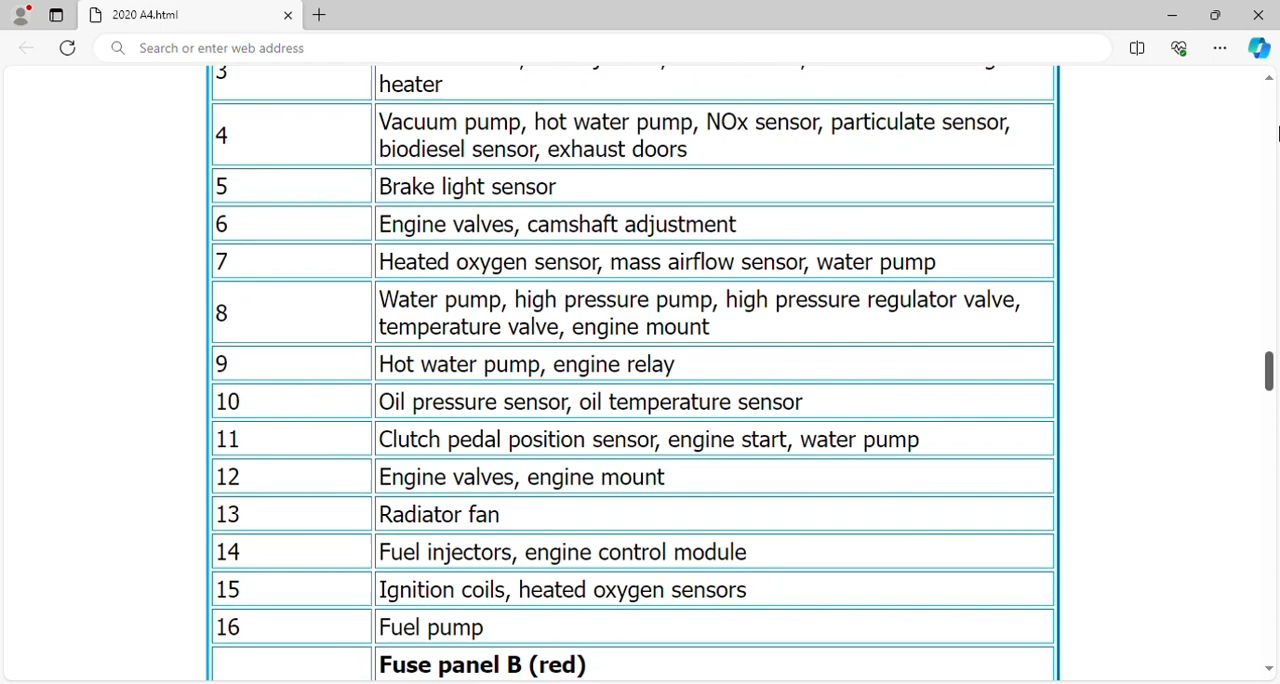 2020 A4.html
Search or enter web address
3
heater
4
Vacuum pump, hot water pump, NOx sensor, particulate sensor,
biodiesel sensor, exhaust doors
5
Brake light sensor
6
Engine valves, camshaft adjustment
7
Heated oxygen sensor, mass airflow sensor, water pump
8
Water pump, high pressure pump, high pressure regulator valve,
temperature valve, engine mount
9
Hot water pump, engine relay
10
Oil pressure sensor, oil temperature sensor
11
Clutch pedal position sensor, engine start, water pump
12
Engine valves, engine mount
13
Radiator fan
14
Fuel injectors, engine control module
15
Ignition coils, heated oxygen sensors
16
Fuel pump
Fuse panel B (red)